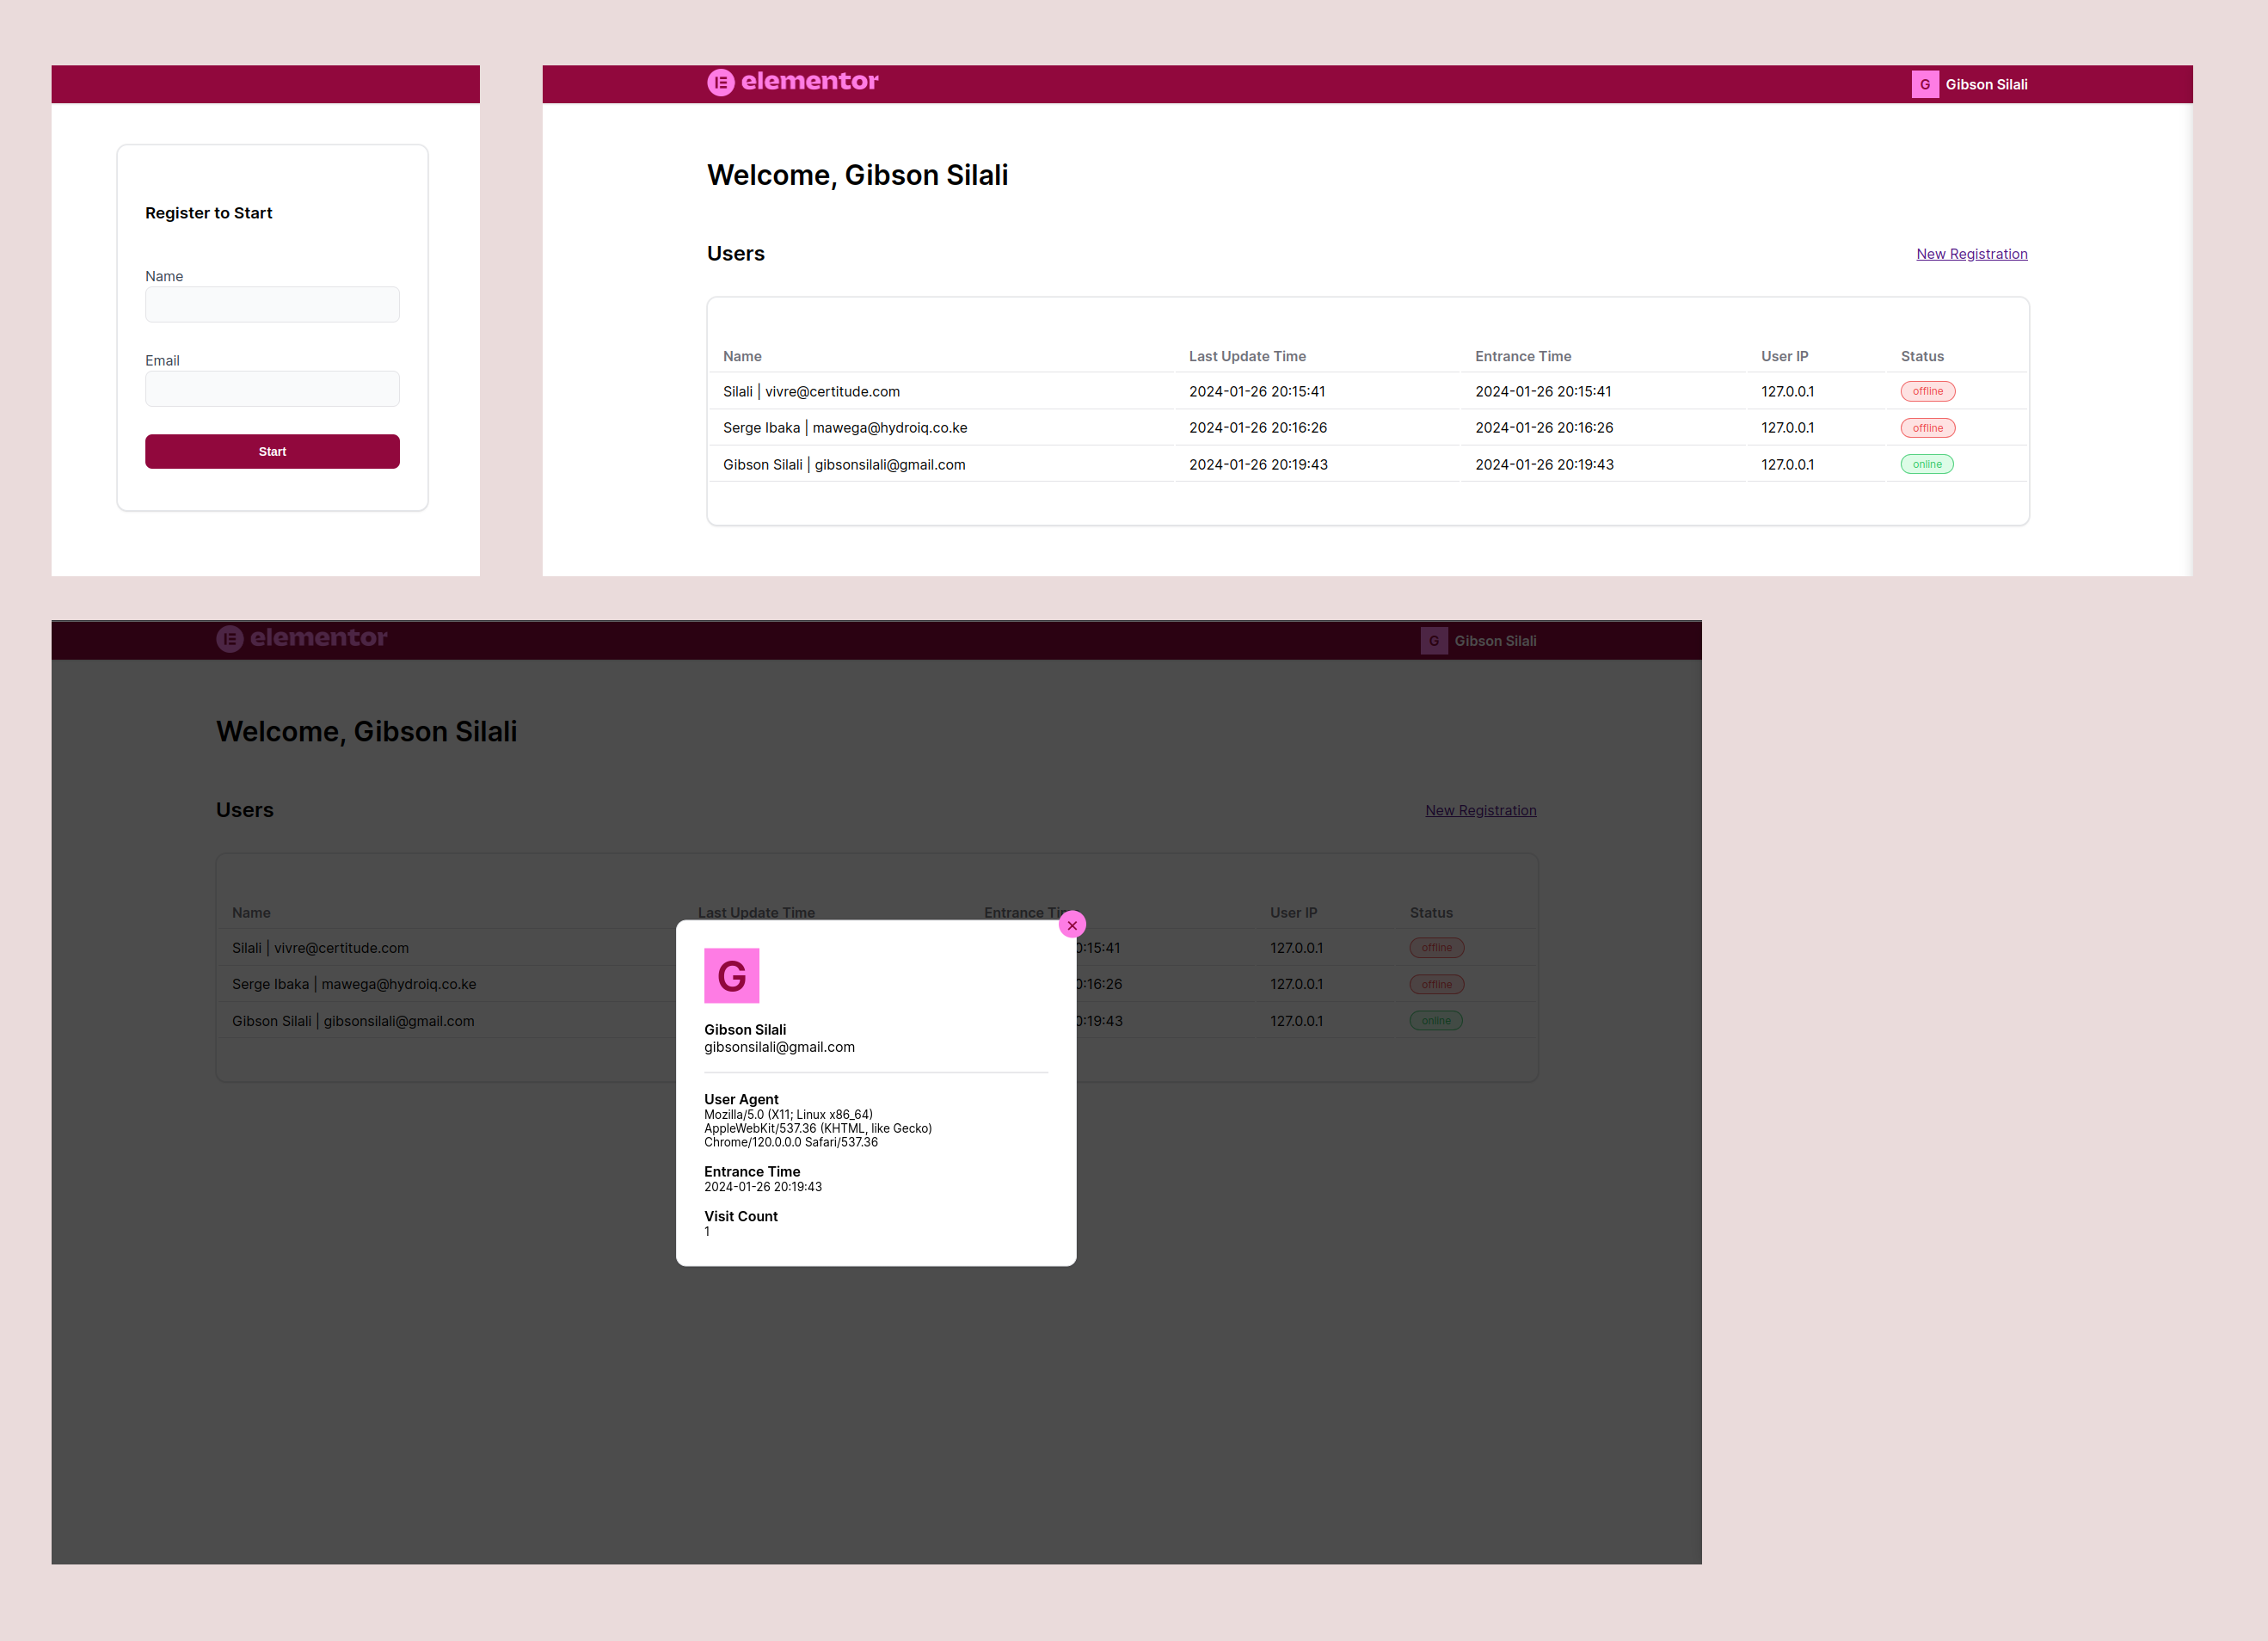 Register to Start
Name
Email
Start
elementor
G Gibson Silali
Welcome, Gibson Silali
Users
New Registration
Name Last Update Time Entrance Time User IP Status
Silali | vivre@certitude.com 2024-01-26 20:15:41 2024-01-26 20:15:41 127.0.0.1 offline
Serge Ibaka | mawega@hydroiq.co.ke 2024-01-26 20:16:26 2024-01-26 20:16:26 127.0.0.1 offline
Gibson Silali | gibsonsilali@gmail.com 2024-01-26 20:19:43 2024-01-26 20:19:43 127.0.0.1 online
elementor
G Gibson Silali
Welcome, Gibson Silali
Users
New Registration
Name Last Update Time Entrance Time User IP Status
Silali | vivre@certitude.com 0:15:41 127.0.0.1 offline
Serge Ibaka | mawega@hydroiq.co.ke 0:16:26 127.0.0.1 offline
Gibson Silali | gibsonsilali@gmail.com 0:19:43 127.0.0.1 online
×
G
Gibson Silali
gibsonsilali@gmail.com
User Agent
Mozilla/5.0 (X11; Linux x86_64)
AppleWebKit/537.36 (KHTML, like Gecko)
Chrome/120.0.0.0 Safari/537.36
Entrance Time
2024-01-26 20:19:43
Visit Count
1